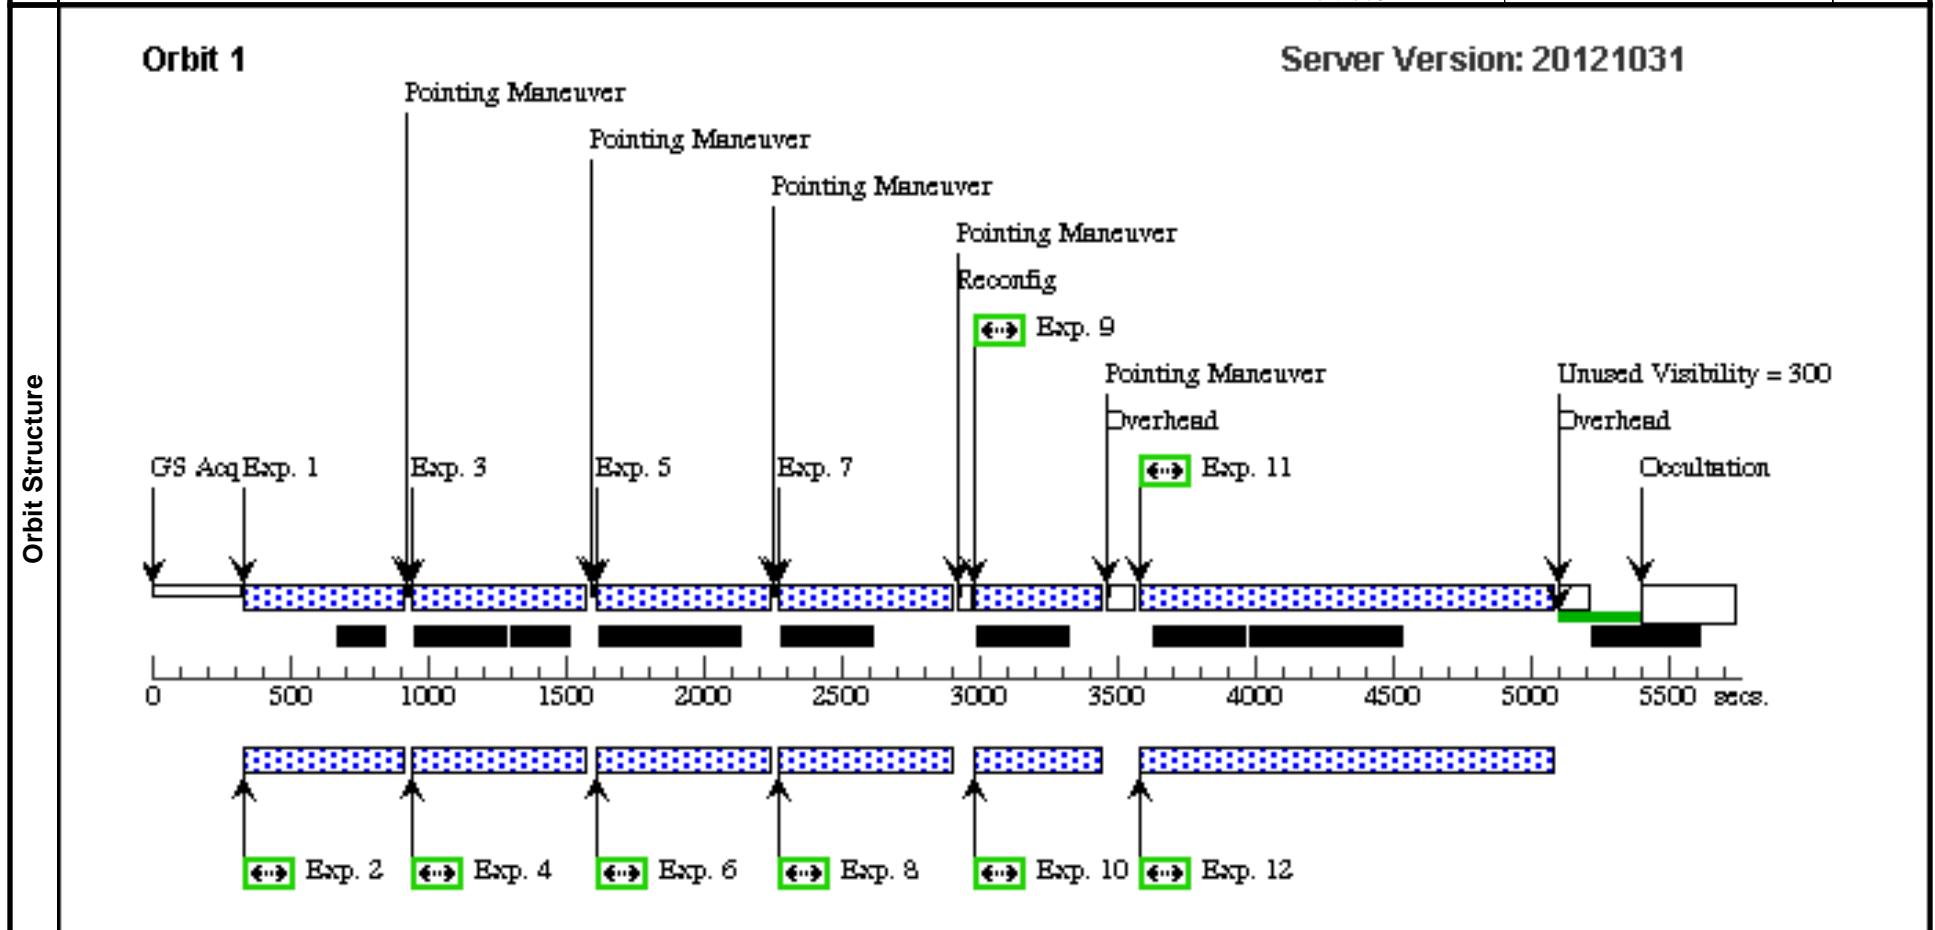 Orbit Structure
Orbit 1
Server Version: 20121031
Pointing Maneuver
Pointing Maneuver
Pointing Maneuver
Pointing Maneuver
Reconfig
Exp. 9
Pointing Maneuver
Unused Visibility = 300
Overhead
Overhead
Exp. 11
GS Acq
Exp. 1
Exp. 3
Exp. 5
Exp. 7
Occultation
0 500 1000 1500 2000 2500 3000 3500 4000 4500 5000 5500 secs.
Exp. 2
Exp. 4
Exp. 6
Exp. 8
Exp. 10
Exp. 12